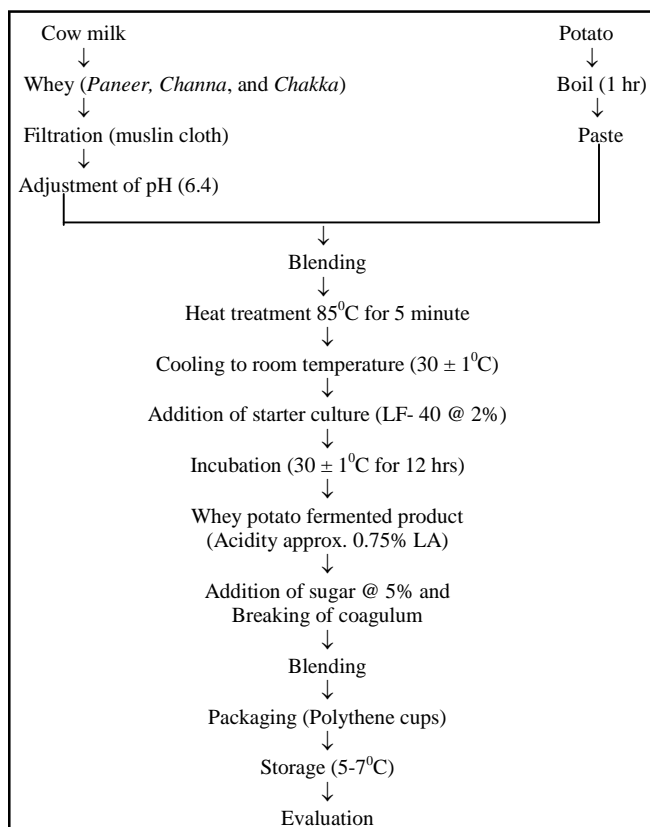 Cow milk
↓
Whey (Paneer, Channa, and Chakka)
↓
Filtration (muslin cloth)
↓
Adjustment of pH (6.4)
Potato
↓
Boil (1 hr)
↓
Paste
↓
Blending
↓
Heat treatment 85⁰C for 5 minute
↓
Cooling to room temperature (30 ± 1⁰C)
↓
Addition of starter culture (LF- 40 @ 2%)
↓
Incubation (30 ± 1⁰C for 12 hrs)
↓
Whey potato fermented product
(Acidity approx. 0.75% LA)
↓
Addition of sugar @ 5% and
Breaking of coagulum
↓
Blending
↓
Packaging (Polythene cups)
↓
Storage (5-7⁰C)
↓
Evaluation